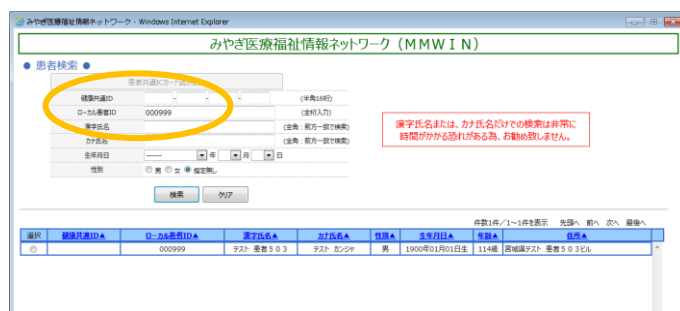 みやぎ医療福祉情報ネットワーク - Windows Internet Explorer
みやぎ医療福祉情報ネットワーク (MMWIN)
● 患者検索 ●
健康共通ID - - - (半角16桁)
ローカル患者ID 000999 (全桁入力)
漢字氏名 (全角:前方一致で検索)
カナ氏名 (全角:前方一致で検索)
生年月日 ------ 年 月 日
性別 男 女 指定無し
漢字氏名または、カナ氏名だけでの検索は非常に
時間がかかる恐れがある為、お勧め致しません。
検索 クリア
件数1件/1~1件を表示 先頭へ 前へ 次へ 最後へ
選択 健康共通ID▲ ローカル患者ID▲ 漢字氏名▲ カナ氏名▲ 性別▲ 生年月日▲ 年齢▲ 住所▲
000999 テスト 患者503 テスト カンジャ 男 1900年01月01日生 114歳 宮城県テスト 患者503ビル